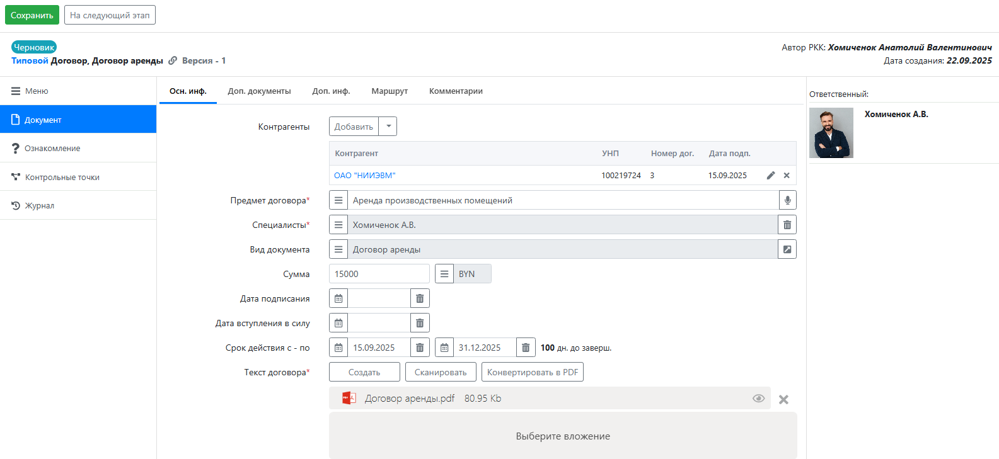 Сохранить На следующий этап
Черновик
Типовой Договор, Договор аренды Версия - 1
Автор РКК: Хомиченок Анатолий Валентинович
Дата создания: 22.09.2025
Меню
Документ
Ознакомление
Контрольные точки
Журнал
Осн. инф. Доп. документы Доп. инф. Маршрут Комментарии
Контрагенты Добавить
Контрагент УНП Номер дог. Дата подп.
ОАО "НИИЭВМ" 100219724 3 15.09.2025
Предмет договора* Аренда производственных помещений
Специалисты* Хомиченок А.В.
Вид документа Договор аренды
Сумма 15000 BYN
Дата подписания
Дата вступления в силу
Срок действия с - по 15.09.2025 31.12.2025 100 дн. до заверш.
Текст договора* Создать Сканировать Конвертировать в PDF
Договор аренды.pdf 80.95 Kb
Выберите вложение
Ответственный:
Хомиченок А.В.